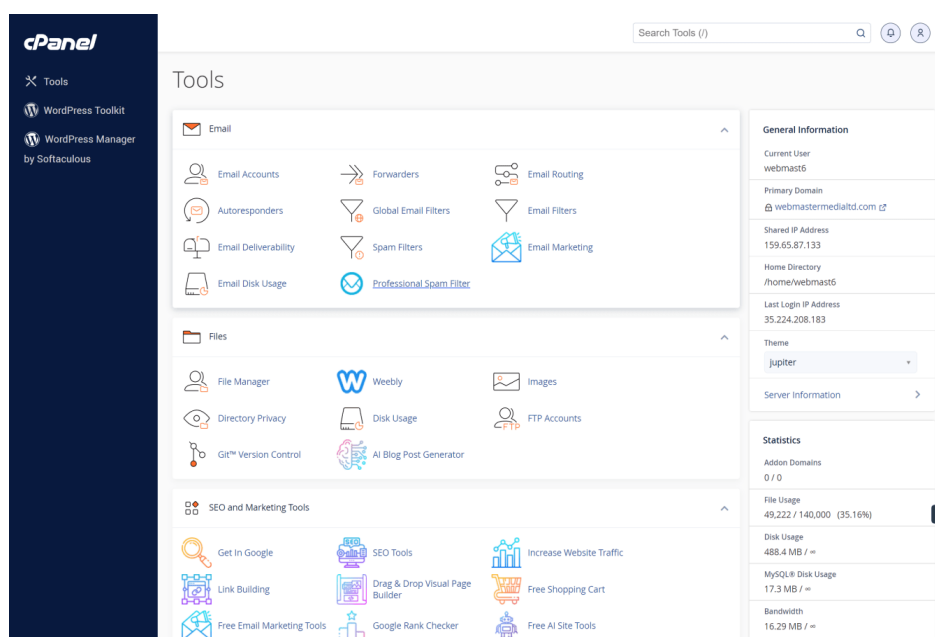 cPanel
Search Tools (/)
Tools
WordPress Toolkit
WordPress Manager
by Softaculous
Tools
Email
Email Accounts
Forwarders
Email Routing
Autoresponders
Global Email Filters
Email Filters
Email Deliverability
Spam Filters
Email Marketing
Email Disk Usage
Professional Spam Filter
Files
File Manager
Weebly
Images
Directory Privacy
Disk Usage
FTP
FTP Accounts
Git™ Version Control
AI Blog Post Generator
SEO and Marketing Tools
Get In Google
SEO
SEO Tools
Increase Website Traffic
Link Building
Drag & Drop Visual Page
Builder
Free Shopping Cart
Free Email Marketing Tools
Google Rank Checker
Free AI Site Tools
General Information
Current User
webmast6
Primary Domain
webmastermedialtd.com
Shared IP Address
159.65.87.133
Home Directory
/home/webmast6
Last Login IP Address
35.224.208.183
Theme
jupiter
Server Information
Statistics
Addon Domains
0 / 0
File Usage
49,222 / 140,000 (35.16%)
Disk Usage
488.4 MB / ∞
MySQL® Disk Usage
17.3 MB / ∞
Bandwidth
16.29 MB / ∞